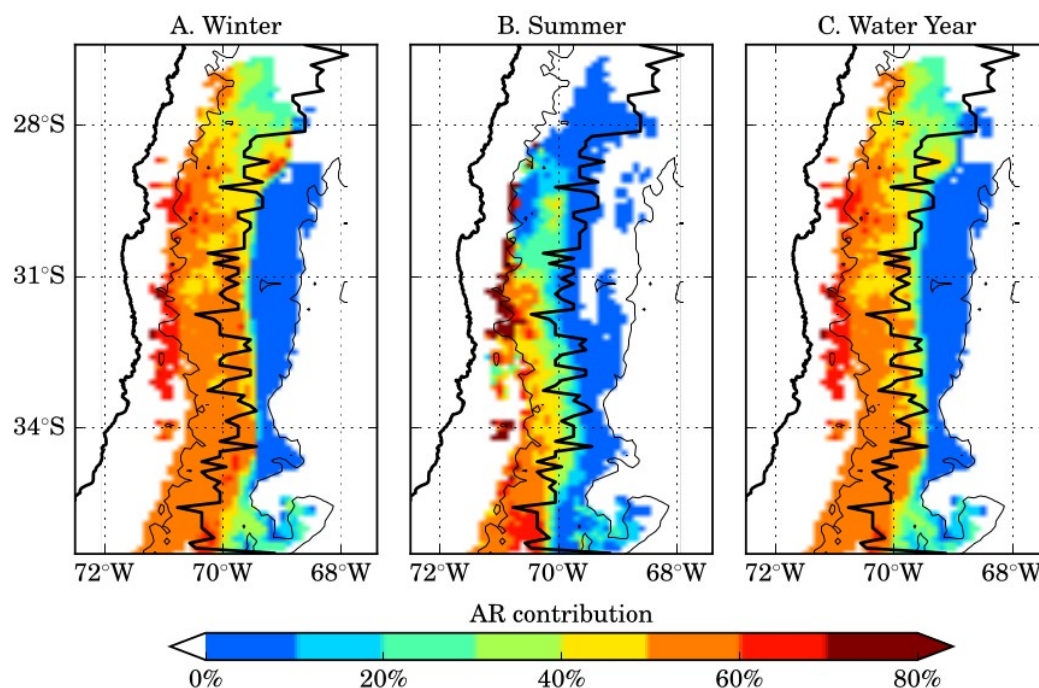 A. Winter
B. Summer
C. Water Year
28°S
31°S
34°S
72°W 70°W 68°W 72°W 70°W 68°W 72°W 70°W 68°W
AR contribution
0% 20% 40% 60% 80%